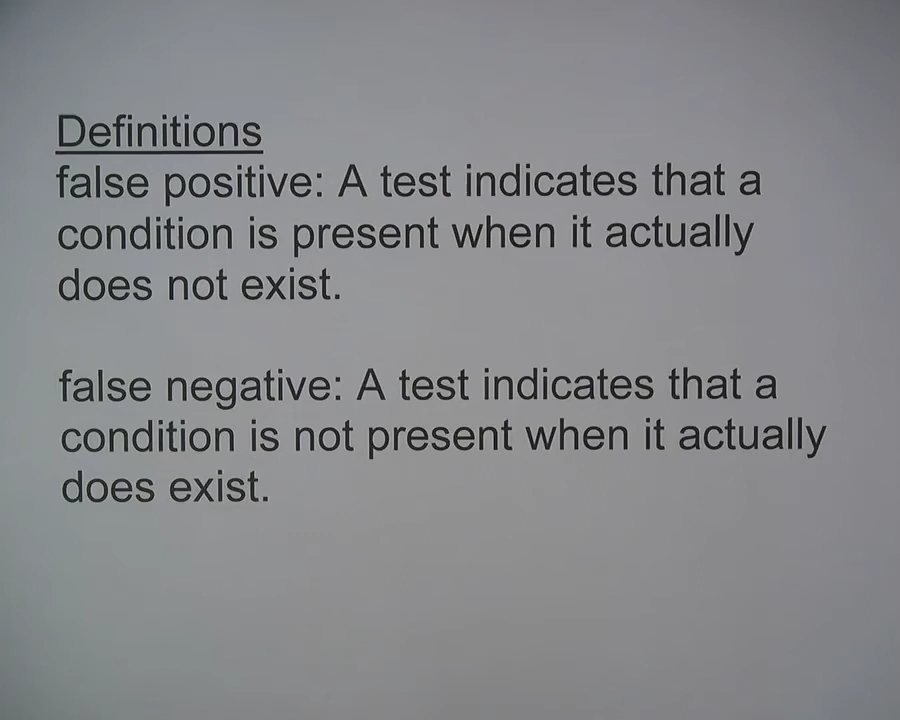 Definitions
false positive: A test indicates that a
condition is present when it actually
does not exist.
false negative: A test indicates that a
condition is not present when it actually
does exist.